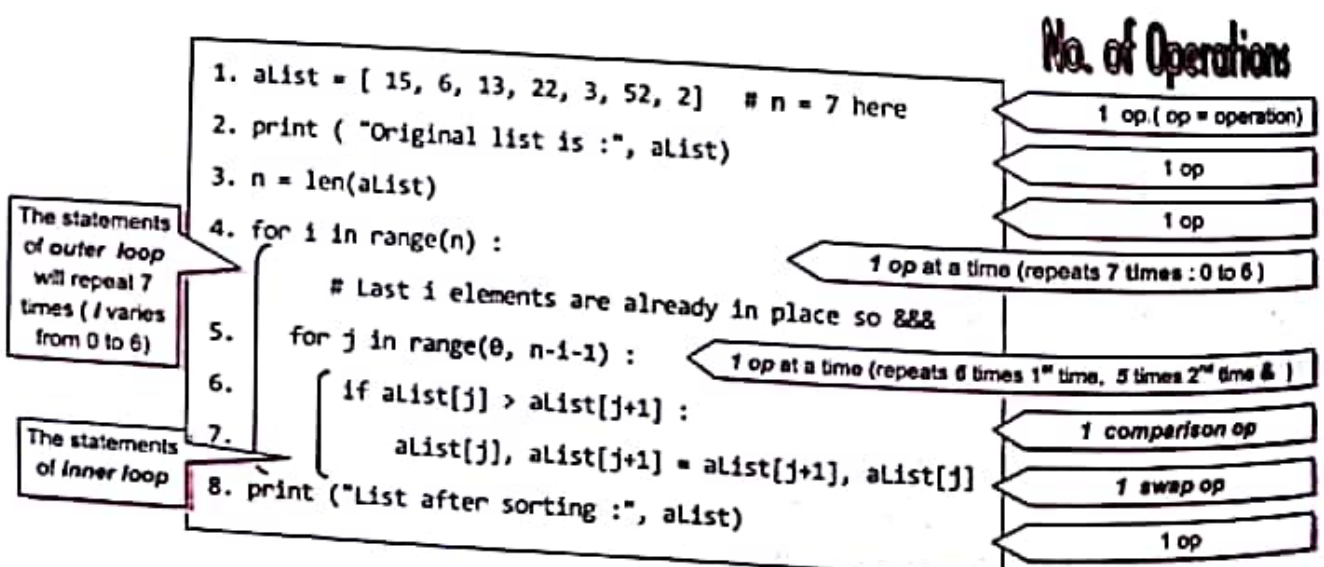 No. of Operations
1. aList = [ 15, 6, 13, 22, 3, 52, 2]   # n = 7 here
1 op.( op = operation)
2. print ( "Original list is :", aList)
1 op
3. n = len(aList)
1 op
The statements
of outer loop
will repeat 7
times ( i varies
from 0 to 6)
4. for i in range(n) :
1 op at a time (repeats 7 times : 0 to 6 )
# Last i elements are already in place so &&&
5. for j in range(0, n-i-1) :
1 op at a time (repeats 6 times 1st time, 5 times 2nd time & )
6. if aList[j] > aList[j+1] :
1 comparison op
The statements
of inner loop
7. aList[j], aList[j+1] = aList[j+1], aList[j]
1 swap op
8. print ("List after sorting :", aList)
1 op